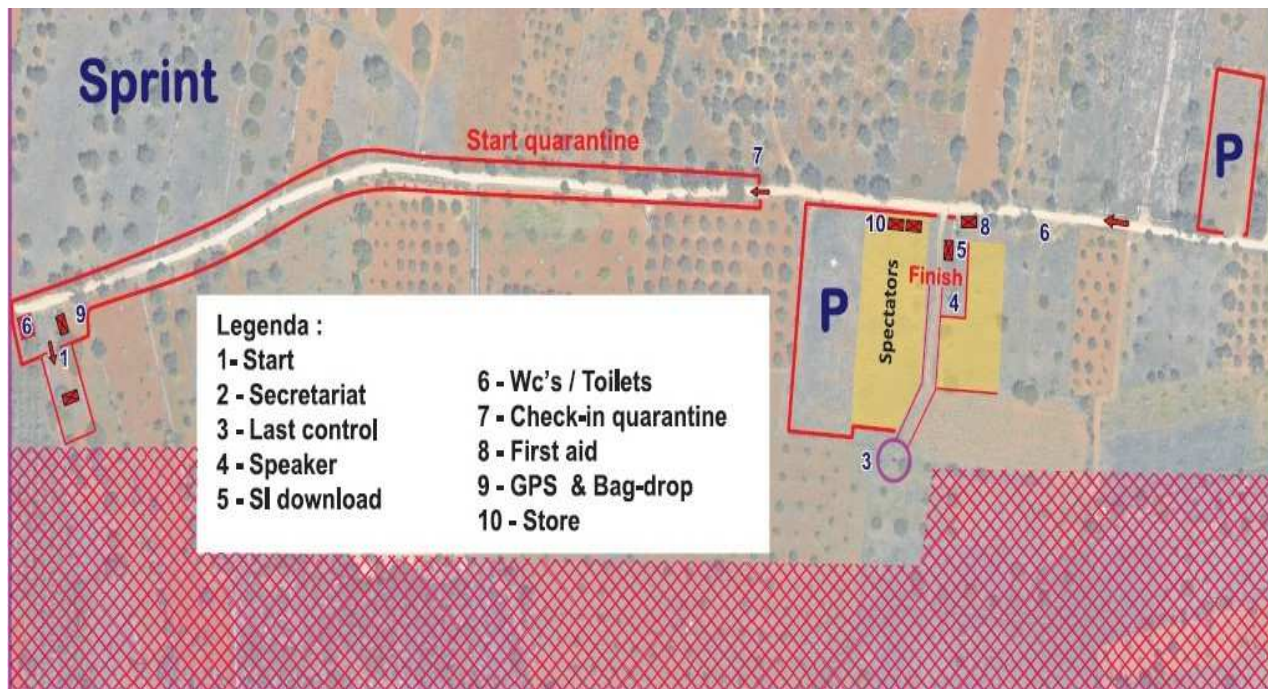 Sprint
Start quarantine
7
P
10
8
6
5
Finish
4
P
Spectators
3
6
9
1
Legenda :
1- Start
2 - Secretariat
3 - Last control
4 - Speaker
5 - SI download
6 - Wc's / Toilets
7 - Check-in quarantine
8 - First aid
9 - GPS & Bag-drop
10 - Store